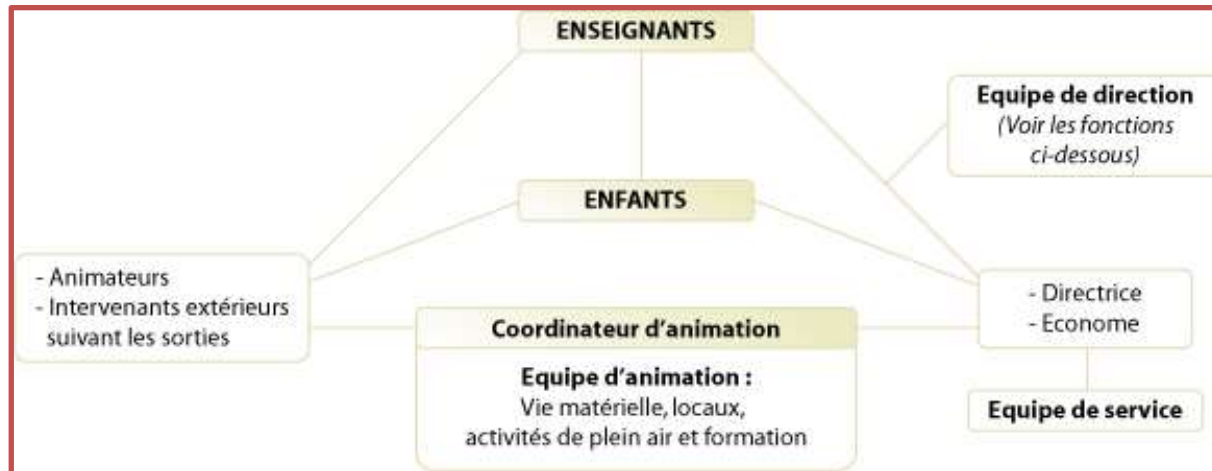 ENSEIGNANTS
Equipe de direction
(Voir les fonctions
ci-dessous)
ENFANTS
- Animateurs
- Intervenants extérieurs
suivant les sorties
Coordinateur d’animation
Equipe d’animation :
Vie matérielle, locaux,
activités de plein air et formation
- Directrice
- Econome
Equipe de service